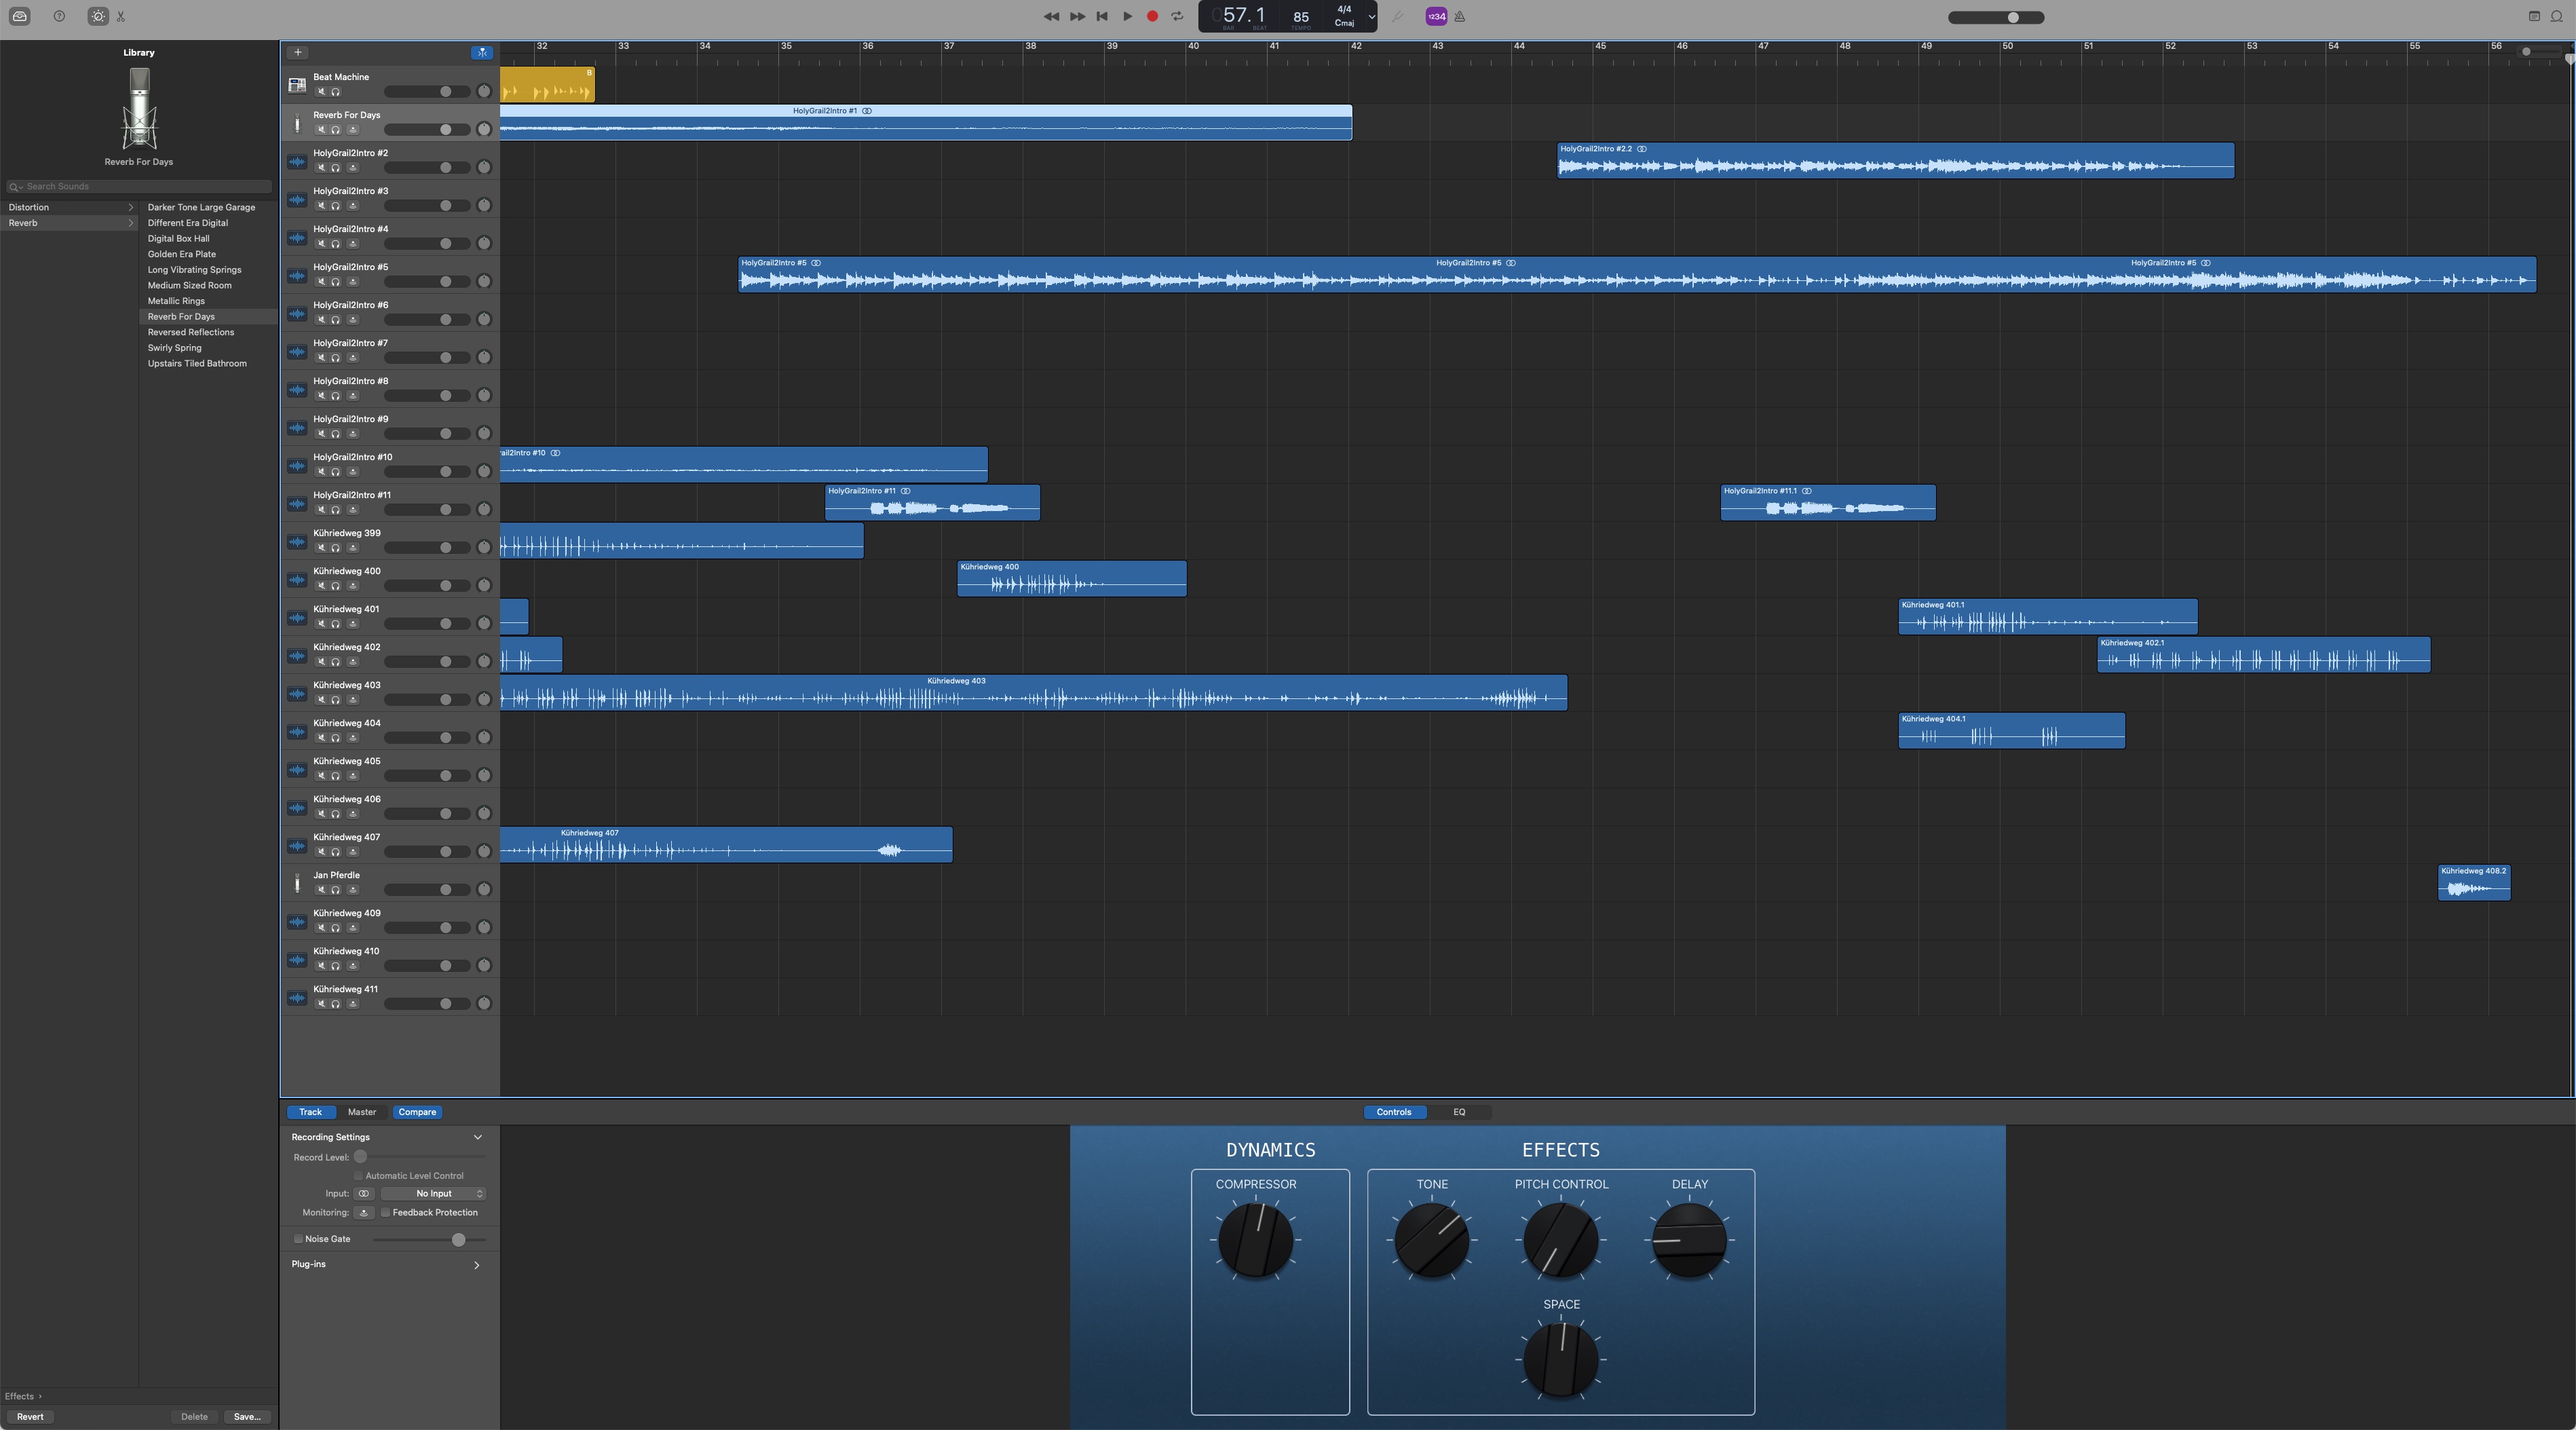 057.1
BAR BEAT
85
TEMPO
4/4
Cmaj
1234
Library
Reverb For Days
Search Sounds
Distortion
Reverb
Darker Tone Large Garage
Different Era Digital
Digital Box Hall
Golden Era Plate
Long Vibrating Springs
Medium Sized Room
Metallic Rings
Reverb For Days
Reversed Reflections
Swirly Spring
Upstairs Tiled Bathroom
Effects
Revert
Delete
Save...
32 33 34 35 36 37 38 39 40 41 42 43 44 45 46 47 48 49 50 51 52 53 54 55 56
Beat Machine
B
Reverb For Days
HolyGrail2Intro #1
HolyGrail2Intro #2
HolyGrail2Intro #2.2
HolyGrail2Intro #3
HolyGrail2Intro #4
HolyGrail2Intro #5
HolyGrail2Intro #5
HolyGrail2Intro #5
HolyGrail2Intro #5
HolyGrail2Intro #6
HolyGrail2Intro #7
HolyGrail2Intro #8
HolyGrail2Intro #9
HolyGrail2Intro #10
rail2Intro #10
HolyGrail2Intro #11
HolyGrail2Intro #11
HolyGrail2Intro #11.1
Kühriedweg 399
Kühriedweg 400
Kühriedweg 400
Kühriedweg 401
Kühriedweg 401.1
Kühriedweg 402
Kühriedweg 402.1
Kühriedweg 403
Kühriedweg 403
Kühriedweg 404
Kühriedweg 404.1
Kühriedweg 405
Kühriedweg 406
Kühriedweg 407
Kühriedweg 407
Jan Pferdle
Kühriedweg 408.2
Kühriedweg 409
Kühriedweg 410
Kühriedweg 411
Track
Master
Compare
Controls
EQ
Recording Settings
Record Level:
Automatic Level Control
Input:
No Input
Monitoring:
Feedback Protection
Noise Gate
Plug-ins
DYNAMICS
COMPRESSOR
EFFECTS
TONE
PITCH CONTROL
DELAY
SPACE